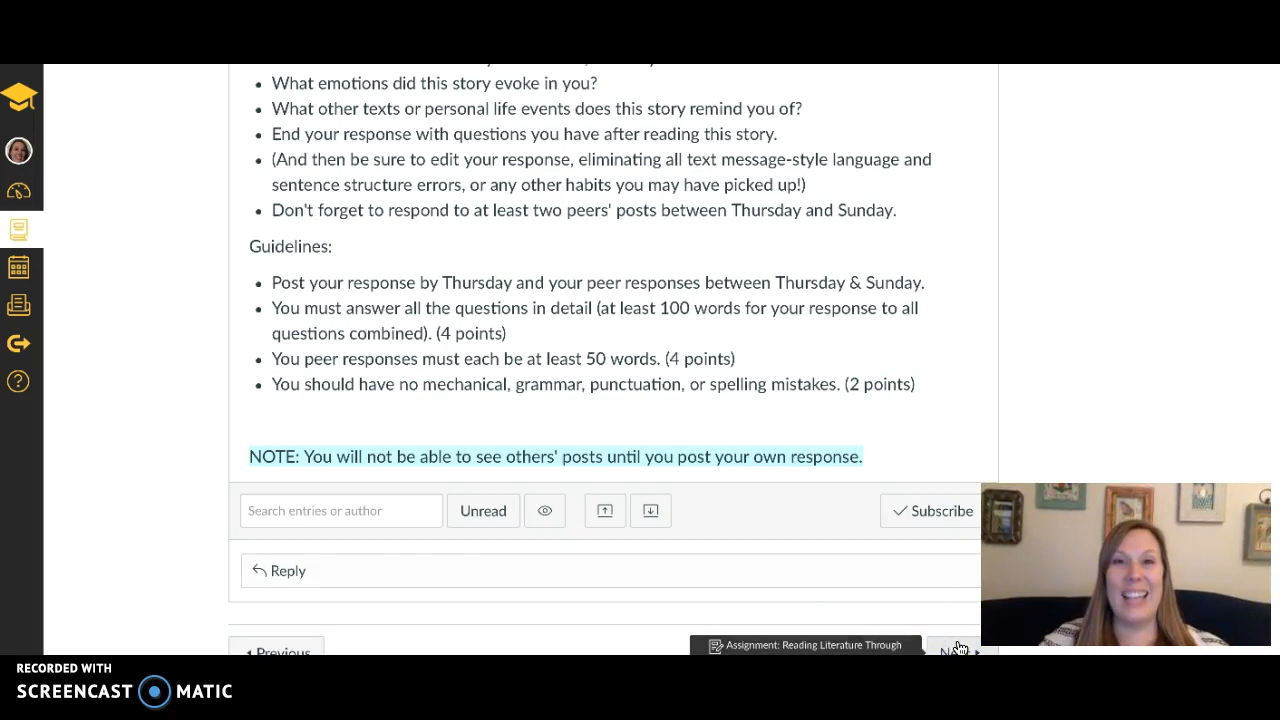 What emotions did this story evoke in you?
What other texts or personal life events does this story remind you of?
End your response with questions you have after reading this story.
(And then be sure to edit your response, eliminating all text message-style language and
sentence structure errors, or any other habits you may have picked up!)
Don't forget to respond to at least two peers' posts between Thursday and Sunday.
Guidelines:
Post your response by Thursday and your peer responses between Thursday & Sunday.
You must answer all the questions in detail (at least 100 words for your response to all
questions combined). (4 points)
You peer responses must each be at least 50 words. (4 points)
You should have no mechanical, grammar, punctuation, or spelling mistakes. (2 points)
NOTE: You will not be able to see others' posts until you post your own response.
Search entries or author
Unread
Subscribe
Reply
Previous
Assignment: Reading Literature Through
RECORDED WITH
SCREENCAST MATIC